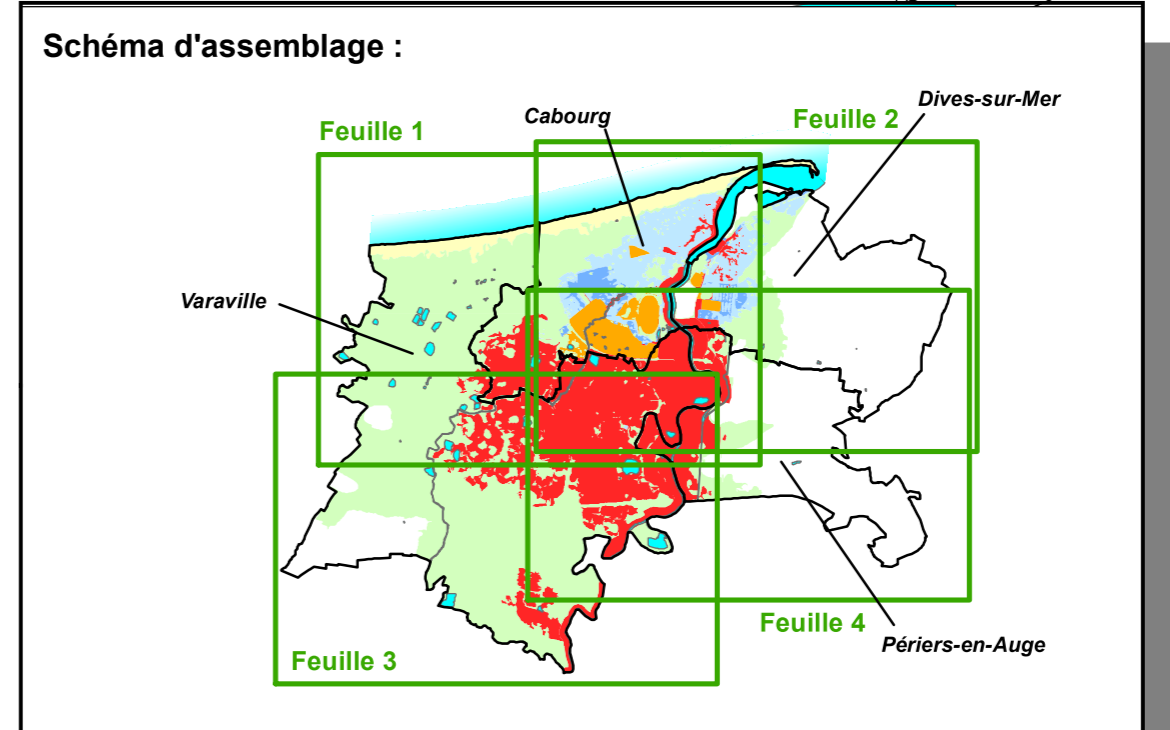 Schéma d'assemblage :
Dives-sur-Mer
Cabourg
Feuille 2
Feuille 1
Varaville
Feuille 4
Périers-en-Auge
Feuille 3